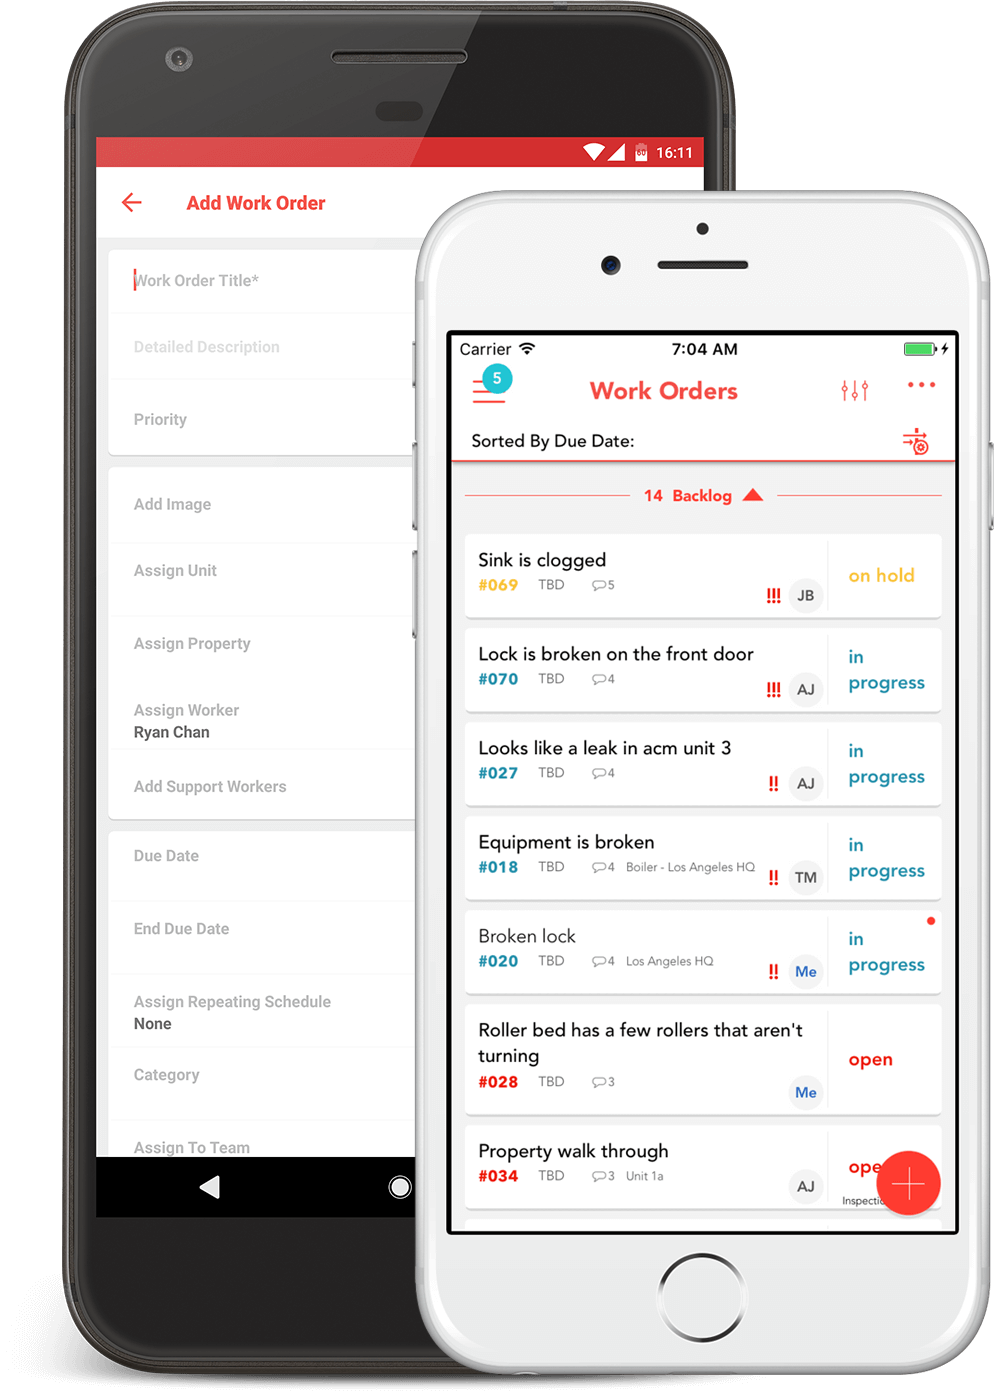 16:11
Add Work Order
Work Order Title*
Detailed Description
Priority
Add Image
Assign Unit
Assign Property
Assign Worker
Ryan Chan
Add Support Workers
Due Date
End Due Date
Assign Repeating Schedule
None
Category
Assign To Team
Carrier 7:04 AM
5
Work Orders
Sorted By Due Date:
14 Backlog
Sink is clogged
#069 TBD 5
!!! JB
on hold
Lock is broken on the front door
#070 TBD 4
!!! AJ
in
progress
Looks like a leak in acm unit 3
#027 TBD 4
!! AJ
in
progress
Equipment is broken
#018 TBD 4 Boiler - Los Angeles HQ
!! TM
in
progress
Broken lock
#020 TBD 4 Los Angeles HQ
!! Me
in
progress
Roller bed has a few rollers that aren't
turning
#028 TBD 3
Me
open
Property walk through
#034 TBD 3 Unit 1a
AJ